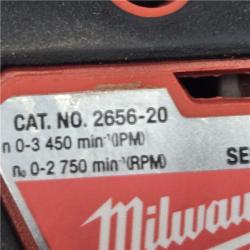 CAT. NO. 2656-20
n 0-3 450 min⁻¹(IPM)
n₀ 0-2 750 min⁻¹(RPM)
SE
Milwau